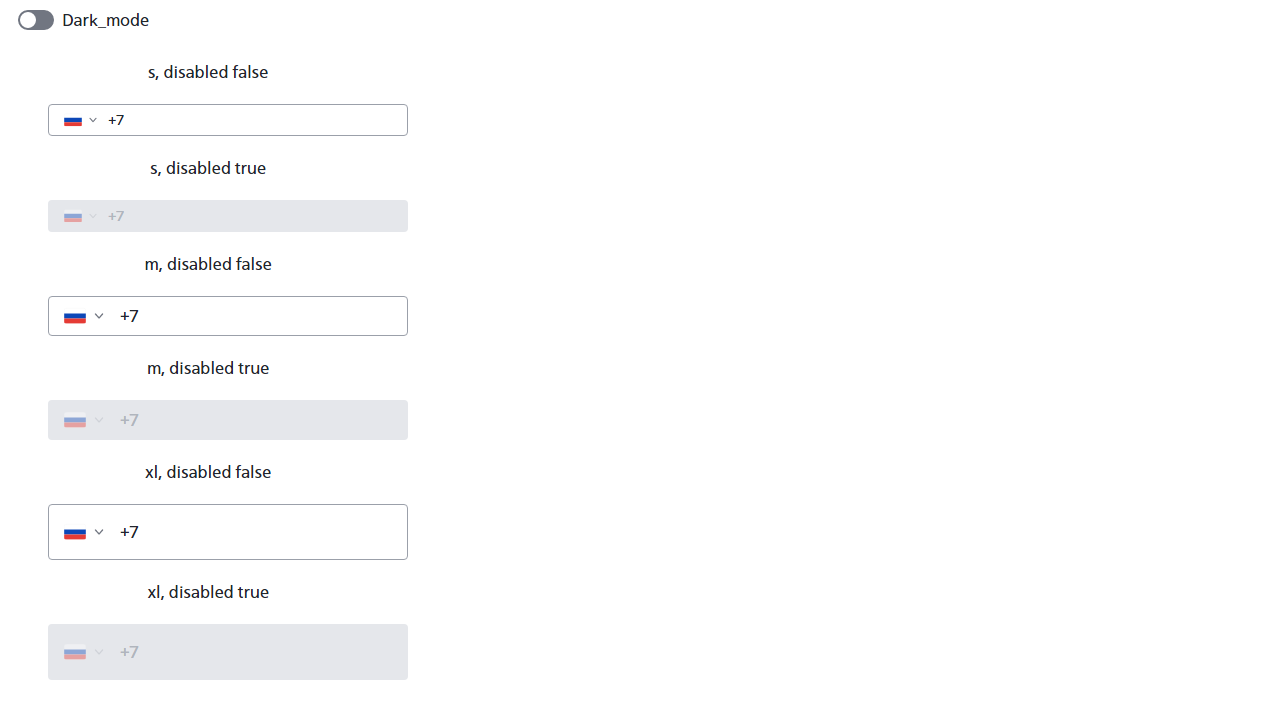 Dark_mode
s, disabled false
+7
s, disabled true
+7
m, disabled false
+7
m, disabled true
+7
xl, disabled false
+7
xl, disabled true
+7